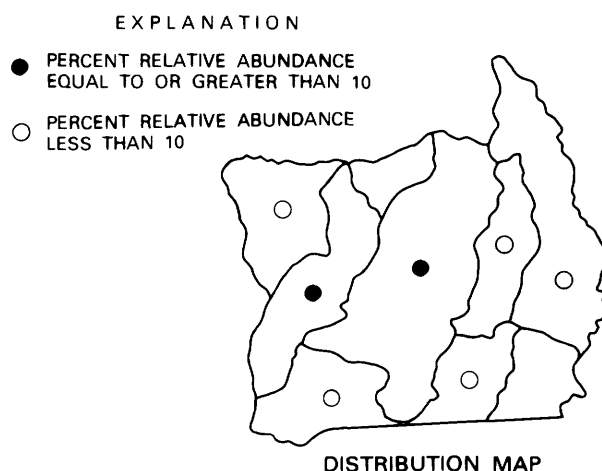 EXPLANATION
PERCENT RELATIVE ABUNDANCE
EQUAL TO OR GREATER THAN 10
PERCENT RELATIVE ABUNDANCE
LESS THAN 10
DISTRIBUTION MAP